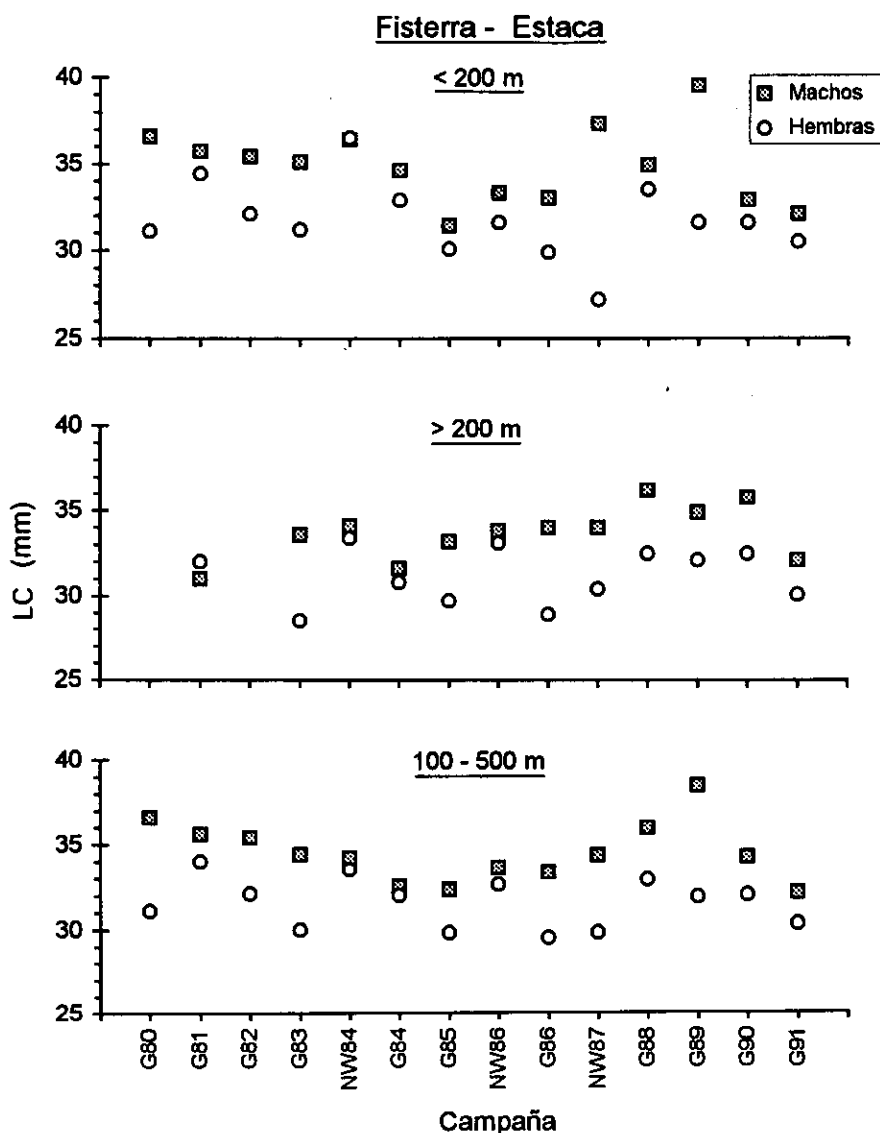 Fisterra - Estaca
< 200 m
Machos
Hembras
40
35
30
25
> 200 m
40
35
30
25
LC (mm)
100 - 500 m
40
35
30
25
G80
G81
G82
G83
NW84
G84
G85
NW86
G86
NW87
G88
G89
G90
G91
Campaña